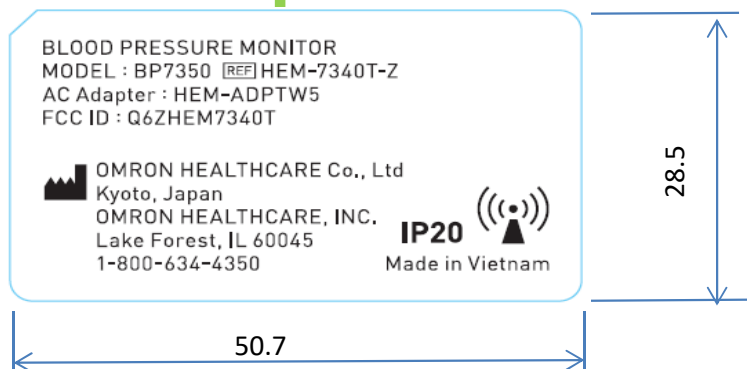 BLOOD PRESSURE MONITOR
MODEL : BP7350 REF HEM-7340T-Z
AC Adapter : HEM-ADPTW5
FCC ID : Q6ZHEM7340T
OMRON HEALTHCARE Co., Ltd
Kyoto, Japan
OMRON HEALTHCARE, INC.
Lake Forest, IL 60045
1-800-634-4350
IP20
Made in Vietnam
28.5
50.7